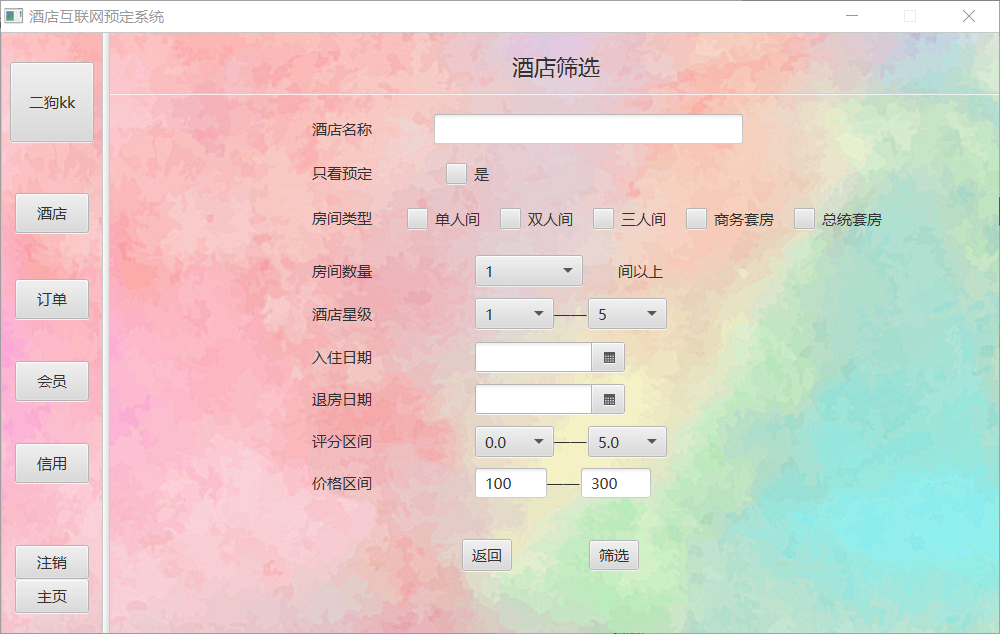 酒店互联网预定系统
二狗kk
酒店
订单
会员
信用
注销
主页
酒店筛选
酒店名称
只看预定 是
房间类型 单人间 双人间 三人间 商务套房 总统套房
房间数量 1 间以上
酒店星级 1 —— 5
入住日期
退房日期
评分区间 0.0 —— 5.0
价格区间 100 —— 300
返回 筛选